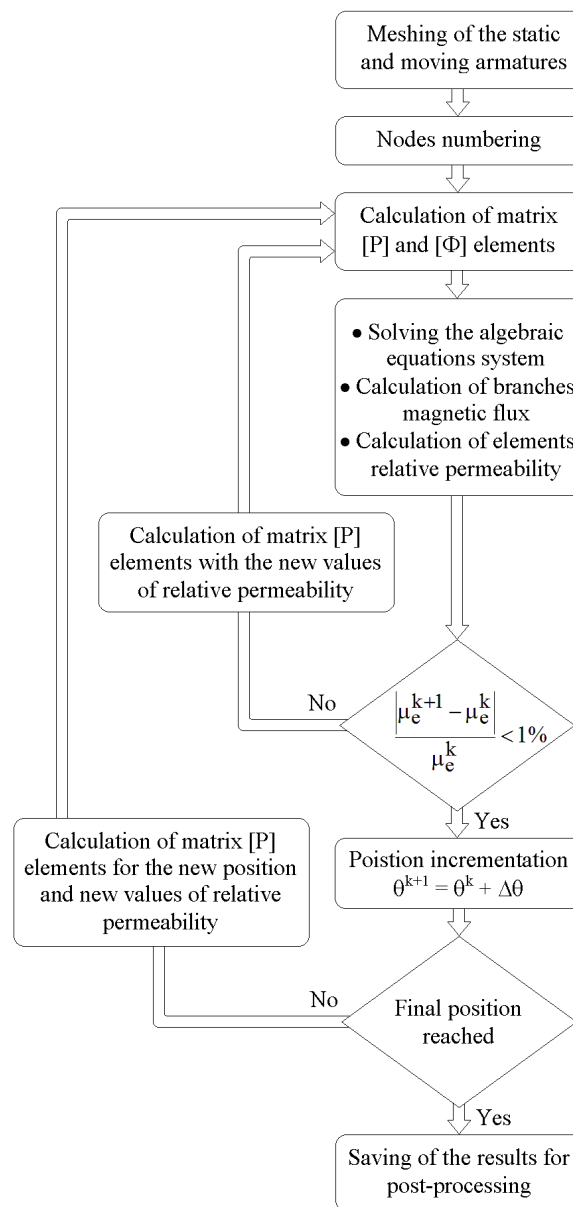 Meshing of the static
and moving armatures
Nodes numbering
Calculation of matrix
[P] and [Φ] elements
• Solving the algebraic
equations system
• Calculation of branches
magnetic flux
• Calculation of elements
relative permeability
Calculation of matrix [P]
elements with the new values
of relative permeability
No
|μ_e^{k+1} − μ_e^k| / μ_e^k < 1%
Yes
Calculation of matrix [P]
elements for the new position
and new values of relative
permeability
Poistion incrementation
θ^{k+1} = θ^k + Δθ
No
Final position
reached
Yes
Saving of the results for
post-processing